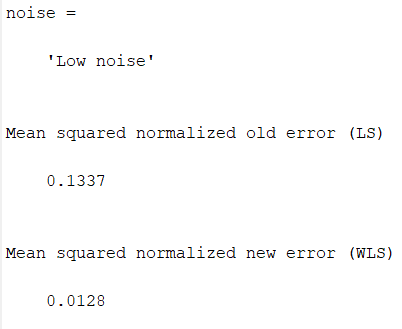 noise =
'Low noise'
Mean squared normalized old error (LS)
0.1337
Mean squared normalized new error (WLS)
0.0128